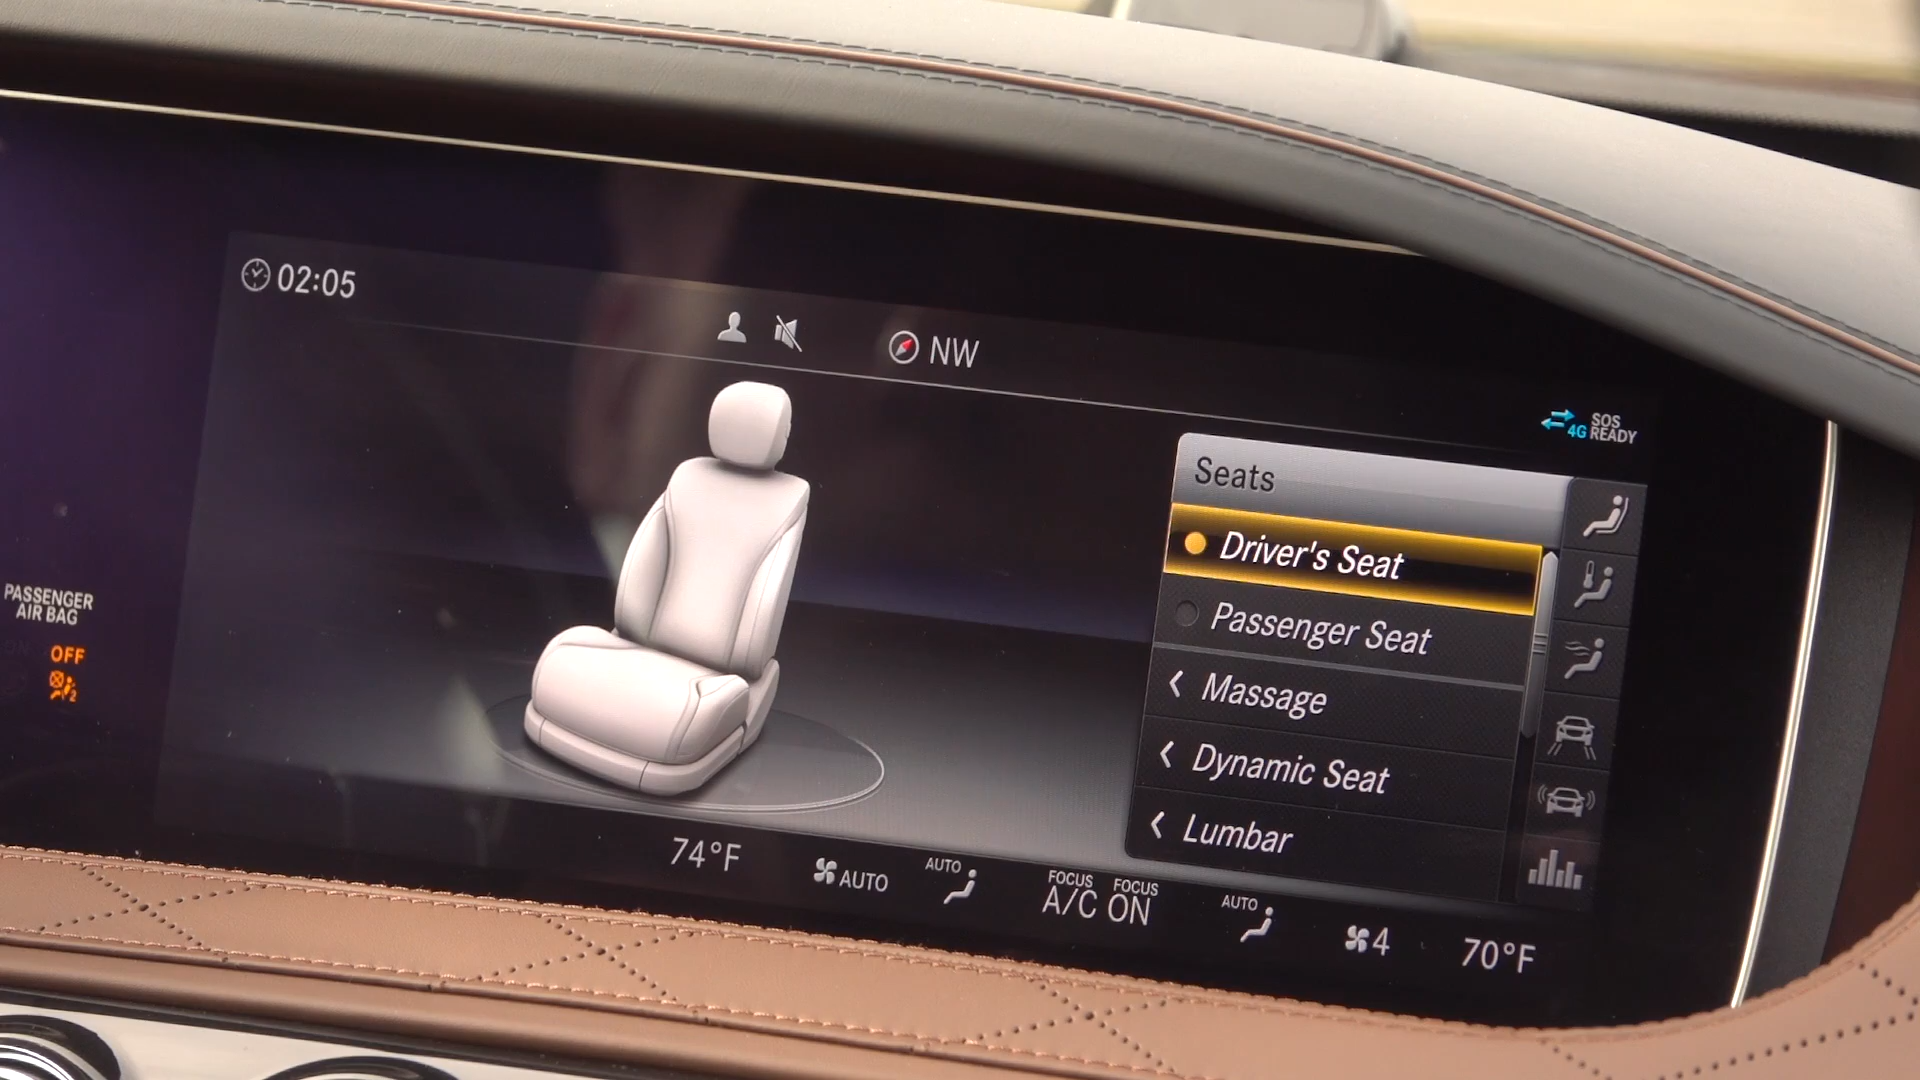 02:05
NW
4G
SOS
READY
Seats
Driver's Seat
Passenger Seat
Massage
Dynamic Seat
Lumbar
PASSENGER
AIR BAG
OFF
2
74°F
AUTO
AUTO
FOCUS FOCUS
A/C ON
AUTO
4
70°F